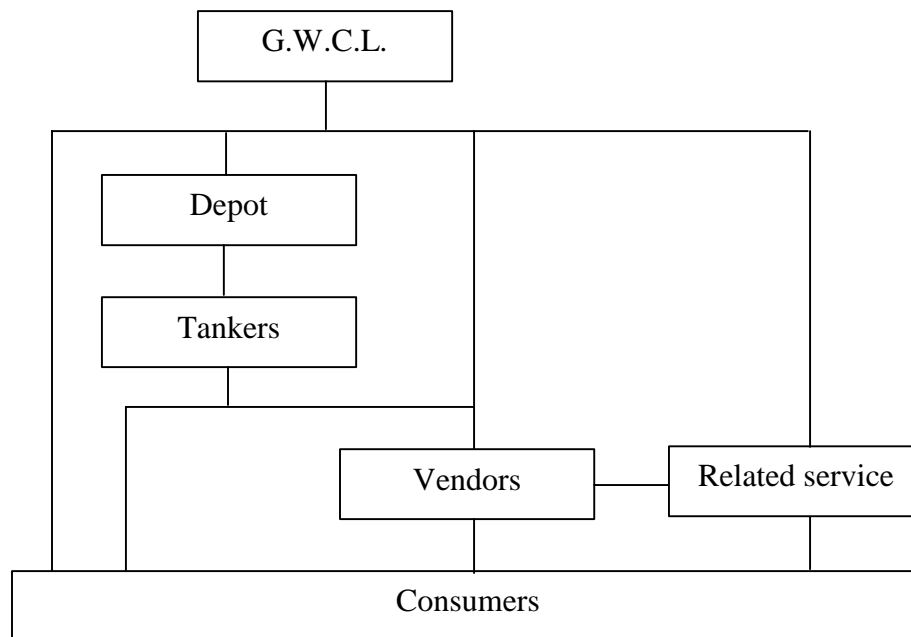 G.W.C.L.
Depot
Tankers
Vendors
Related service
Consumers